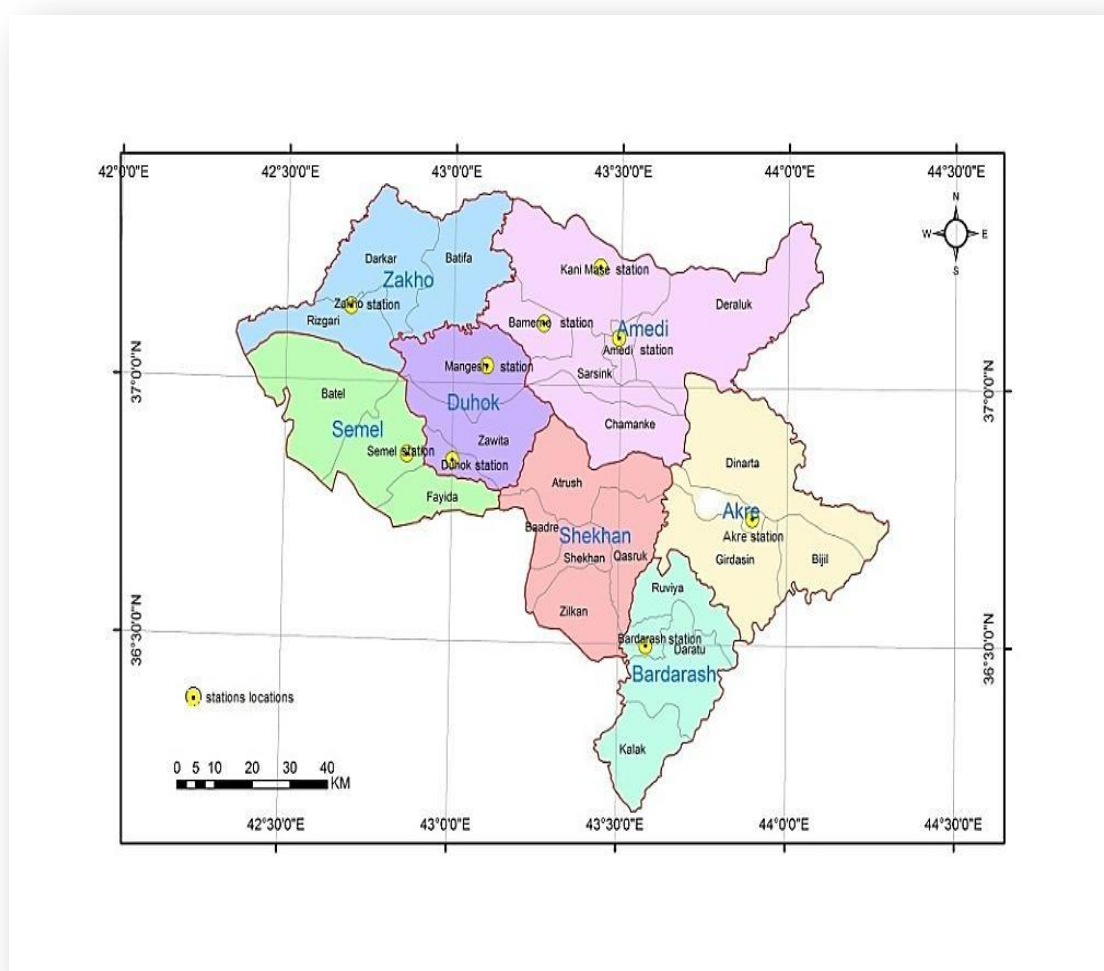 42°0'0"E 42°30'0"E 43°0'0"E 43°30'0"E 44°0'0"E 44°30'0"E
N
W E
S
Darkar
Batifa
Zakho
Zakho station
Rizgari
Kani Mase station
Deraluk
Bamerne station
Amedi
Amedi station
Mangesh station
Sarsink
37°0'0"N
37°0'0"N
Batel
Duhok
Semel
Chamanke
Zawita
Semel station
Duhok station
Dinarta
Atrush
Fayida
Akre
Baadre
Shekhan
Akre station
Shekhan
Qasruk
Girdasin
Bijil
Ruviya
Zilkan
36°30'0"N
36°30'0"N
Bardarash station
Daratu
Bardarash
stations locations
Kalak
0 5 10 20 30 40
KM
42°30'0"E 43°0'0"E 43°30'0"E 44°0'0"E 44°30'0"E